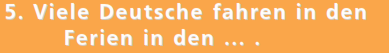 5. Viele Deutsche fahren in den
Ferien in den ... .